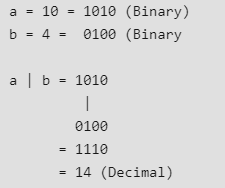 a = 10 = 1010 (Binary)
b = 4 =  0100 (Binary
a | b = 1010
|
0100
= 1110
= 14 (Decimal)